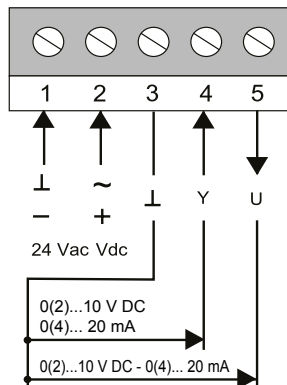 1 2 3 4 5
⊥ ~ ⊥ Y U
− +
24 Vac Vdc
0(2)...10 V DC
0(4)... 20 mA
0(2)...10 V DC - 0(4)... 20 mA